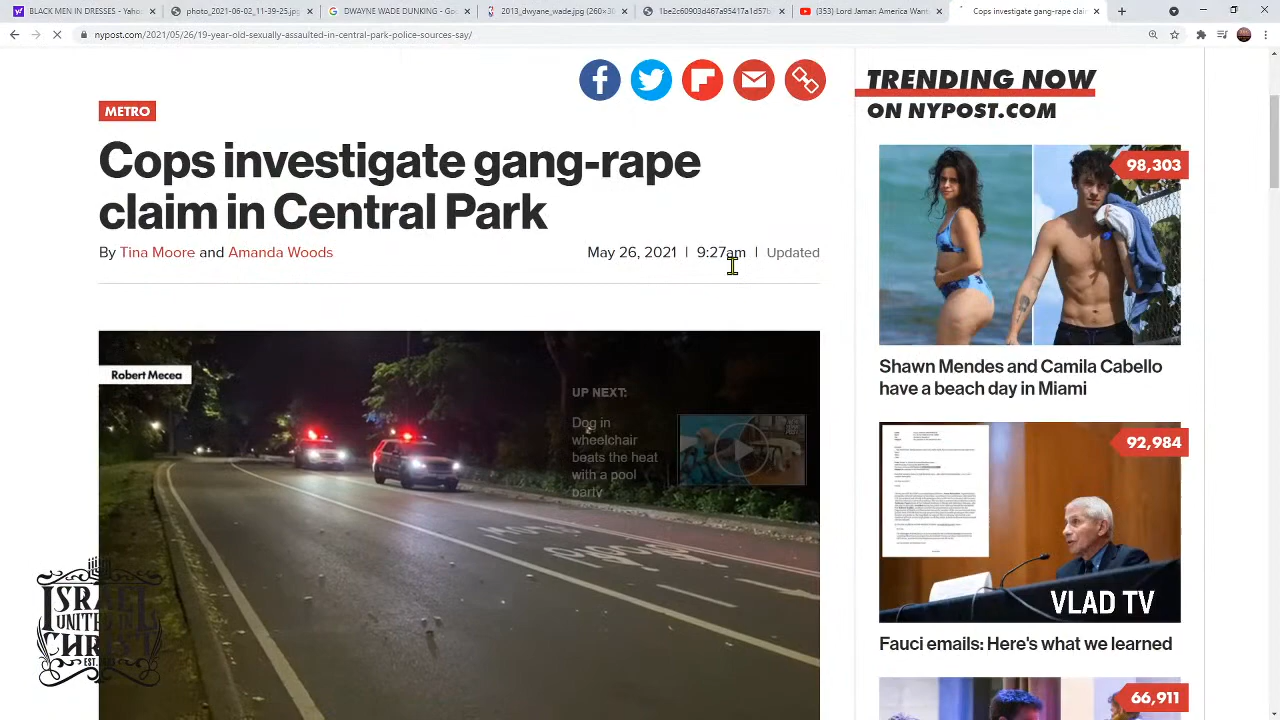 BLACK MEN IN DRESSES - Yahoo!
photo_2021-06-02_11-39-25.jpg
DWAYNE WADE DUNKING - G
2013_dwyane_wade.jpg (260×3
1be2c60903d467a95417a1d57b
(353) Lord Jamar America Want
Cops investigate gang-rape clai
nypost.com/2021/05/26/19-year-old-sexually-assaulted-in-central-park-police-sources-say/
METRO
Cops investigate gang-rape
claim in Central Park
By Tina Moore and Amanda Woods
May 26, 2021 | 9:27am | Updated
Robert Mecea
UP NEXT:
Dog in
wheelchair
beats the heat
with a pool
party
ISRAEL
UNITED IN
CHRIST
TRENDING NOW
ON NYPOST.COM
98,303
Shawn Mendes and Camila Cabello
have a beach day in Miami
92,984
VLAD TV
Fauci emails: Here's what we learned
66,911